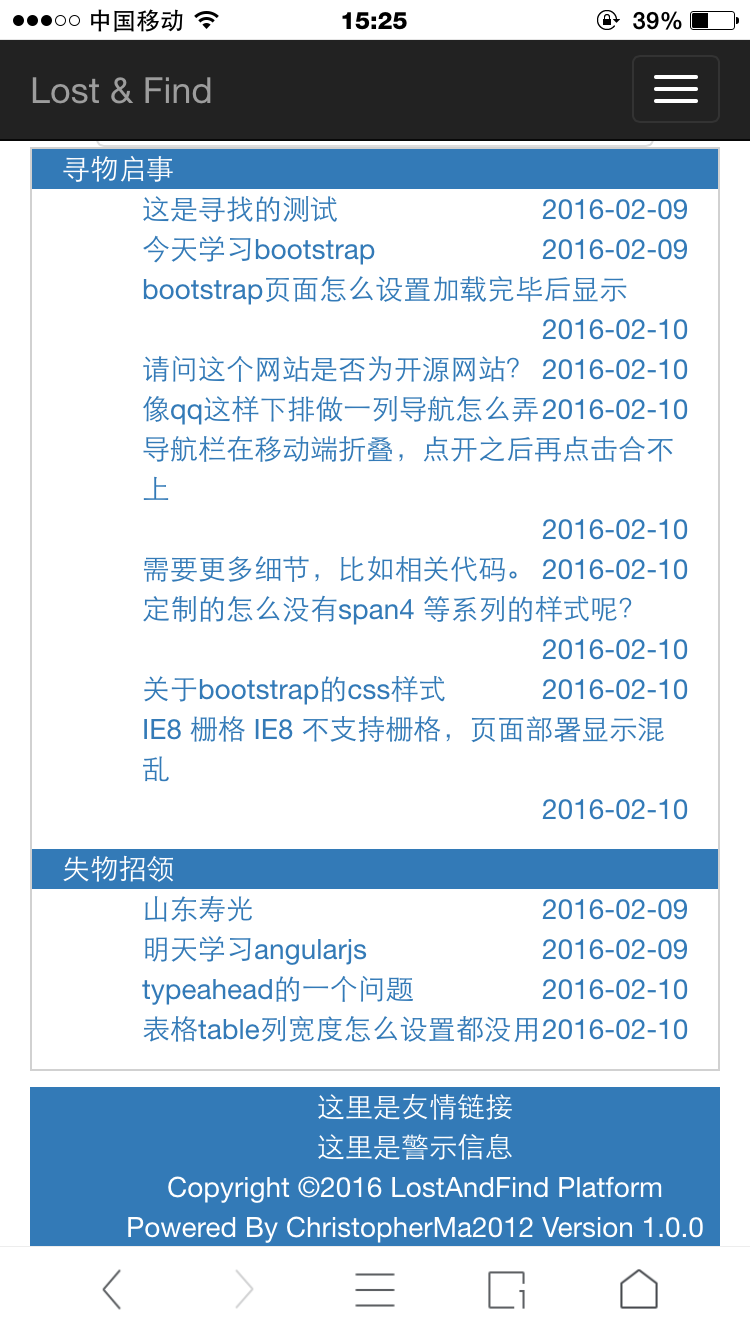 中国移动 15:25 39%
Lost & Find
寻物启事
这是寻找的测试 2016-02-09
今天学习bootstrap 2016-02-09
bootstrap页面怎么设置加载完毕后显示
2016-02-10
请问这个网站是否为开源网站? 2016-02-10
像qq这样下排做一列导航怎么弄2016-02-10
导航栏在移动端折叠，点开之后再点击合不
上
2016-02-10
需要更多细节，比如相关代码。 2016-02-10
定制的怎么没有span4 等系列的样式呢?
2016-02-10
关于bootstrap的css样式 2016-02-10
IE8 栅格 IE8 不支持栅格，页面部署显示混
乱
2016-02-10
失物招领
山东寿光 2016-02-09
明天学习angularjs 2016-02-09
typeahead的一个问题 2016-02-10
表格table列宽度怎么设置都没用2016-02-10
这里是友情链接
这里是警示信息
Copyright ©2016 LostAndFind Platform
Powered By ChristopherMa2012 Version 1.0.0
1